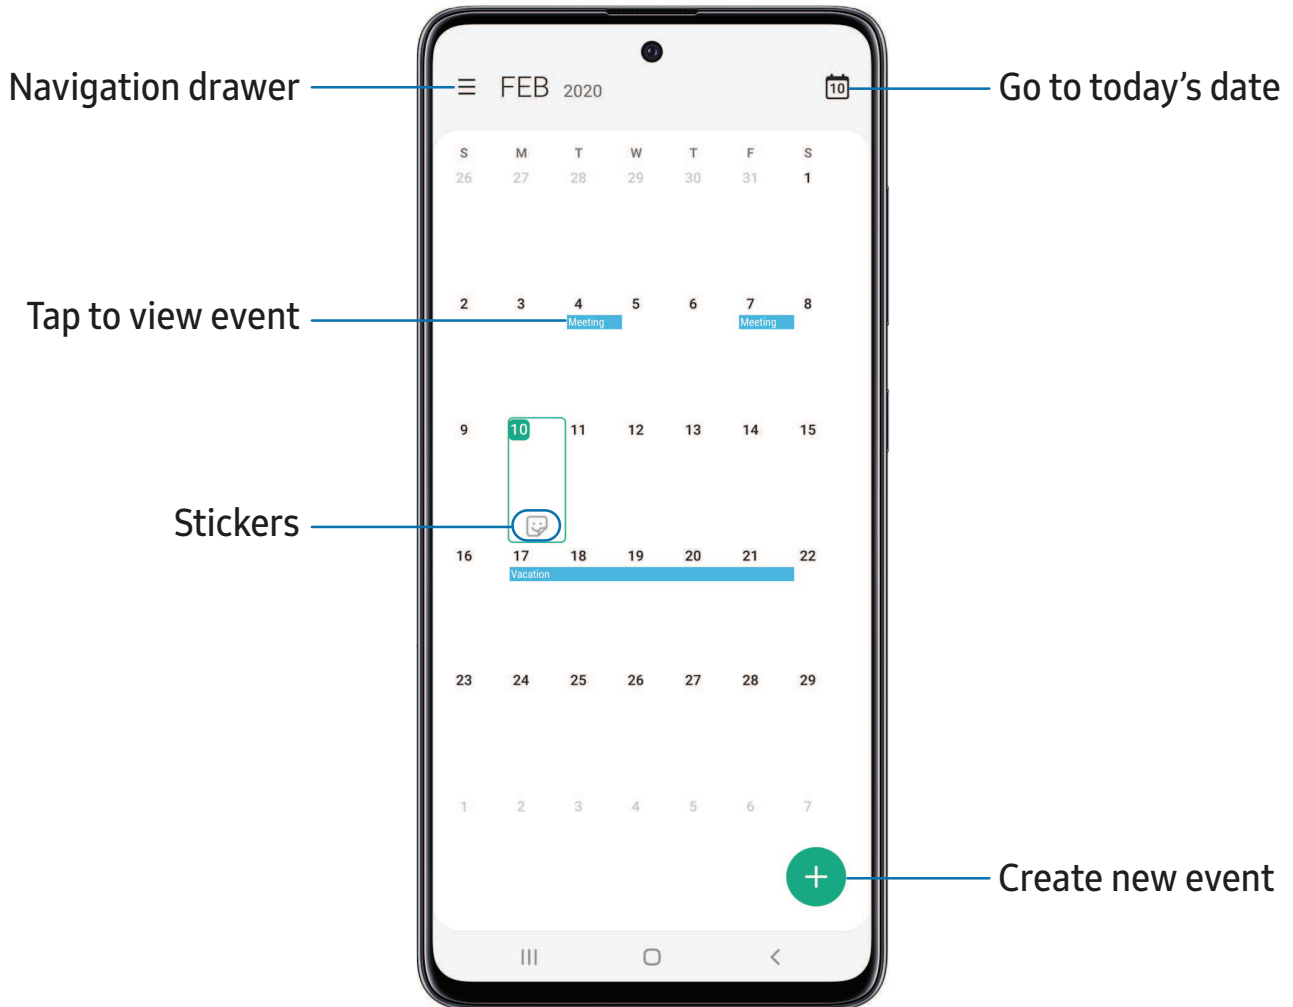 Navigation drawer
FEB 2020
10
Go to today's date
S M T W T F S
26 27 28 29 30 31 1
2 3 4 5 6 7 8
Tap to view event
Meeting Meeting
9 10 11 12 13 14 15
Stickers
16 17 18 19 20 21 22
Vacation
23 24 25 26 27 28 29
1 2 3 4 5 6 7
Create new event